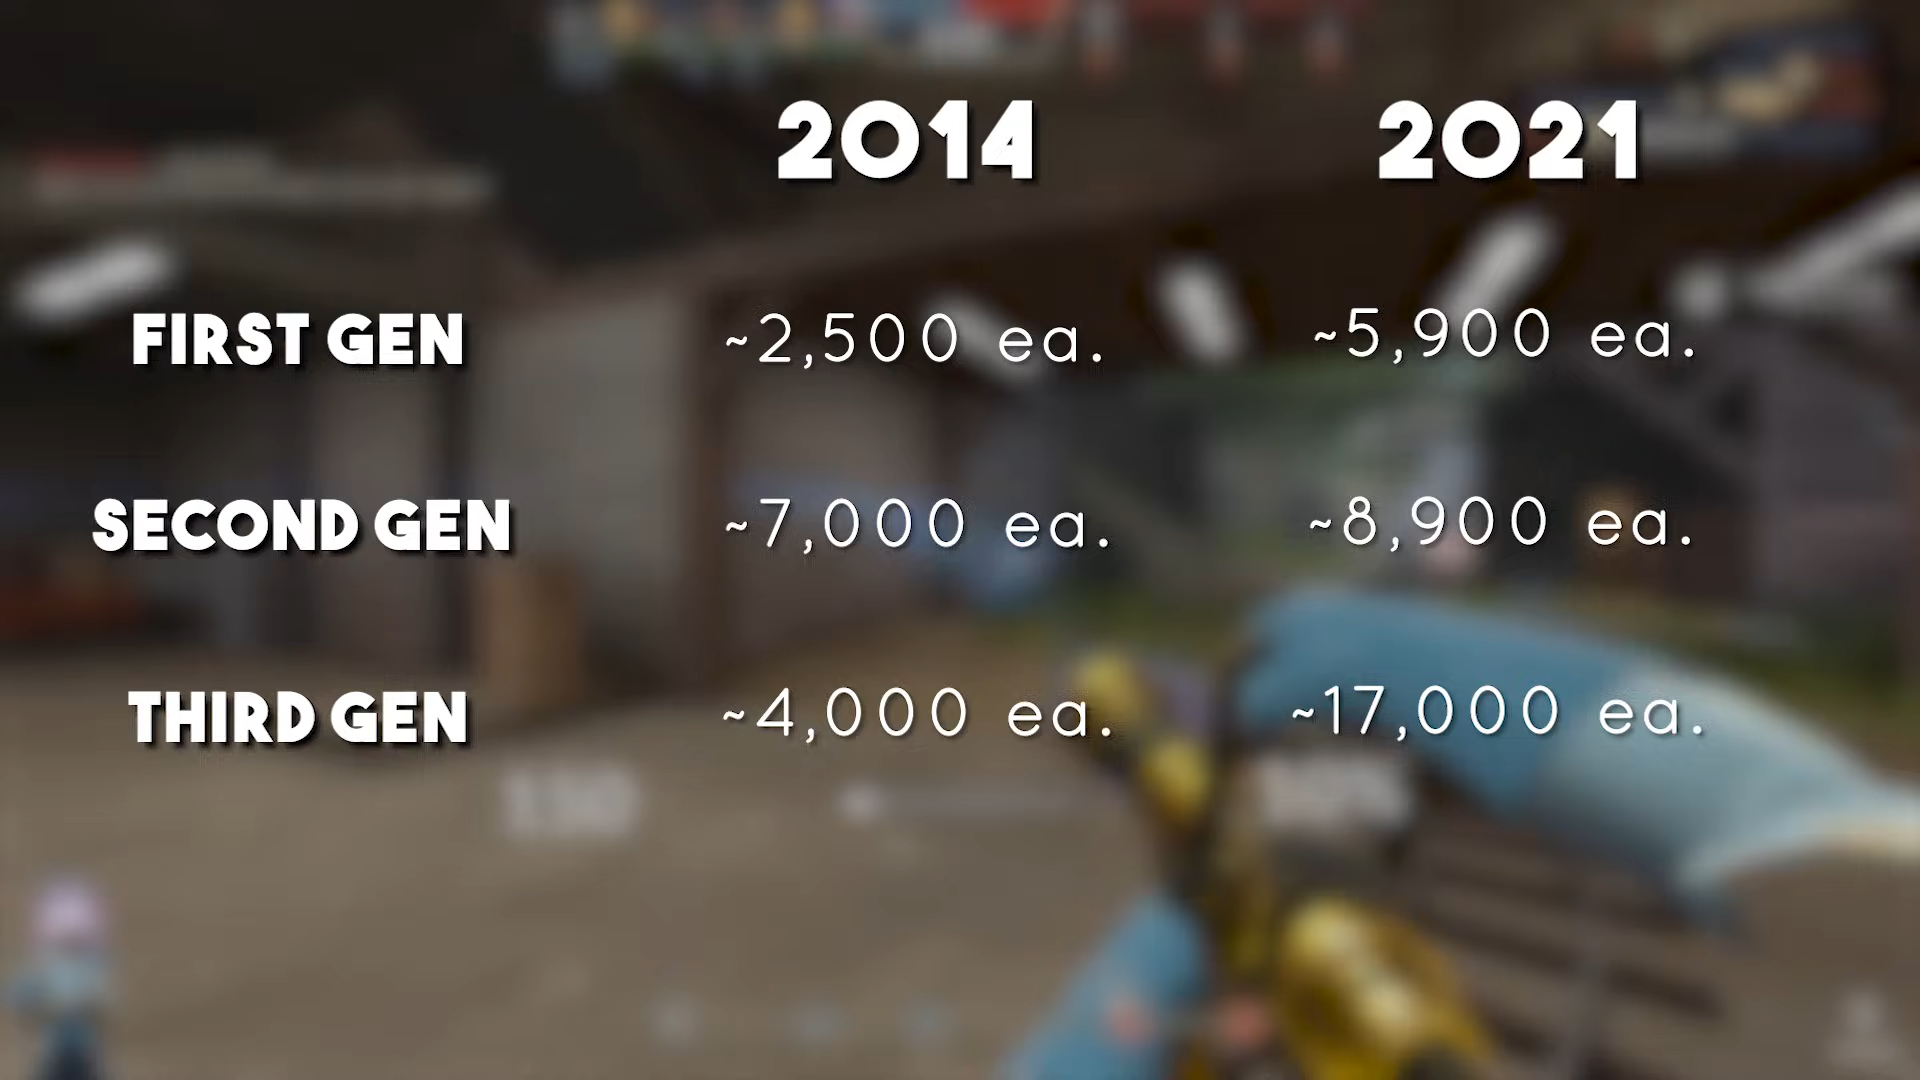 2014 2021
FIRST GEN ~2,500 ea. ~5,900 ea.
SECOND GEN ~7,000 ea. ~8,900 ea.
THIRD GEN ~4,000 ea. ~17,000 ea.